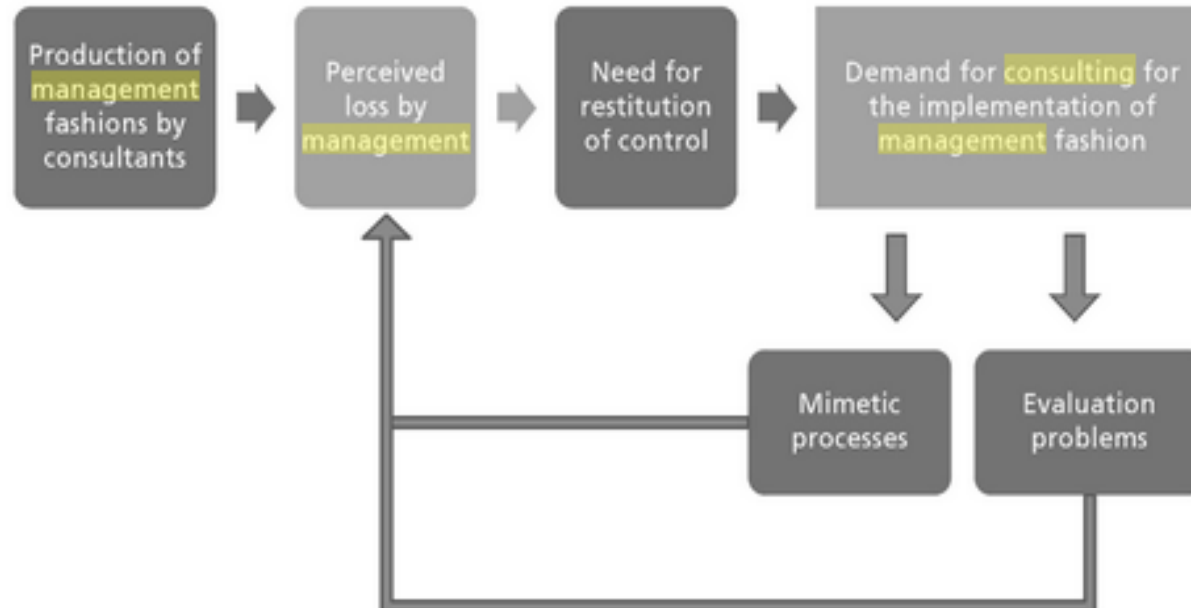 Production of
management
fashions by
consultants
Perceived
loss by
management
Need for
restitution
of control
Demand for consulting for
the implementation of
management fashion
Mimetic
processes
Evaluation
problems